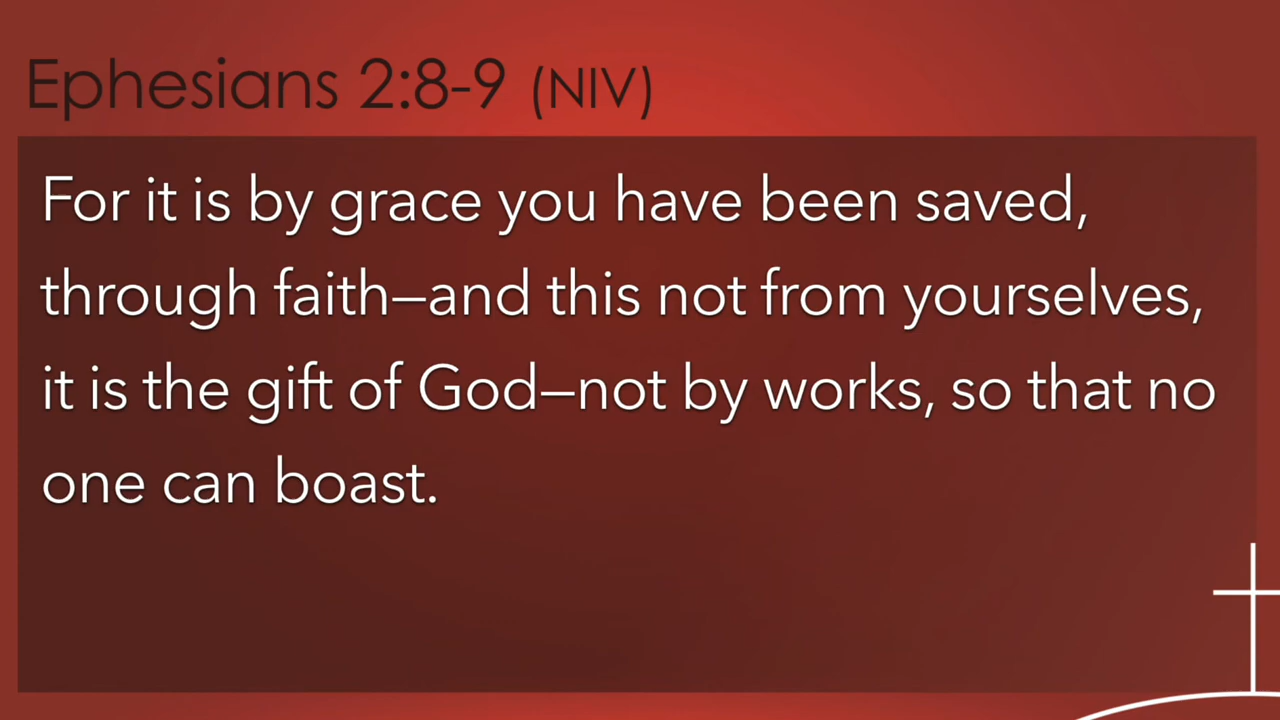 Ephesians 2:8-9 (NIV)
For it is by grace you have been saved,
through faith—and this not from yourselves,
it is the gift of God—not by works, so that no
one can boast.